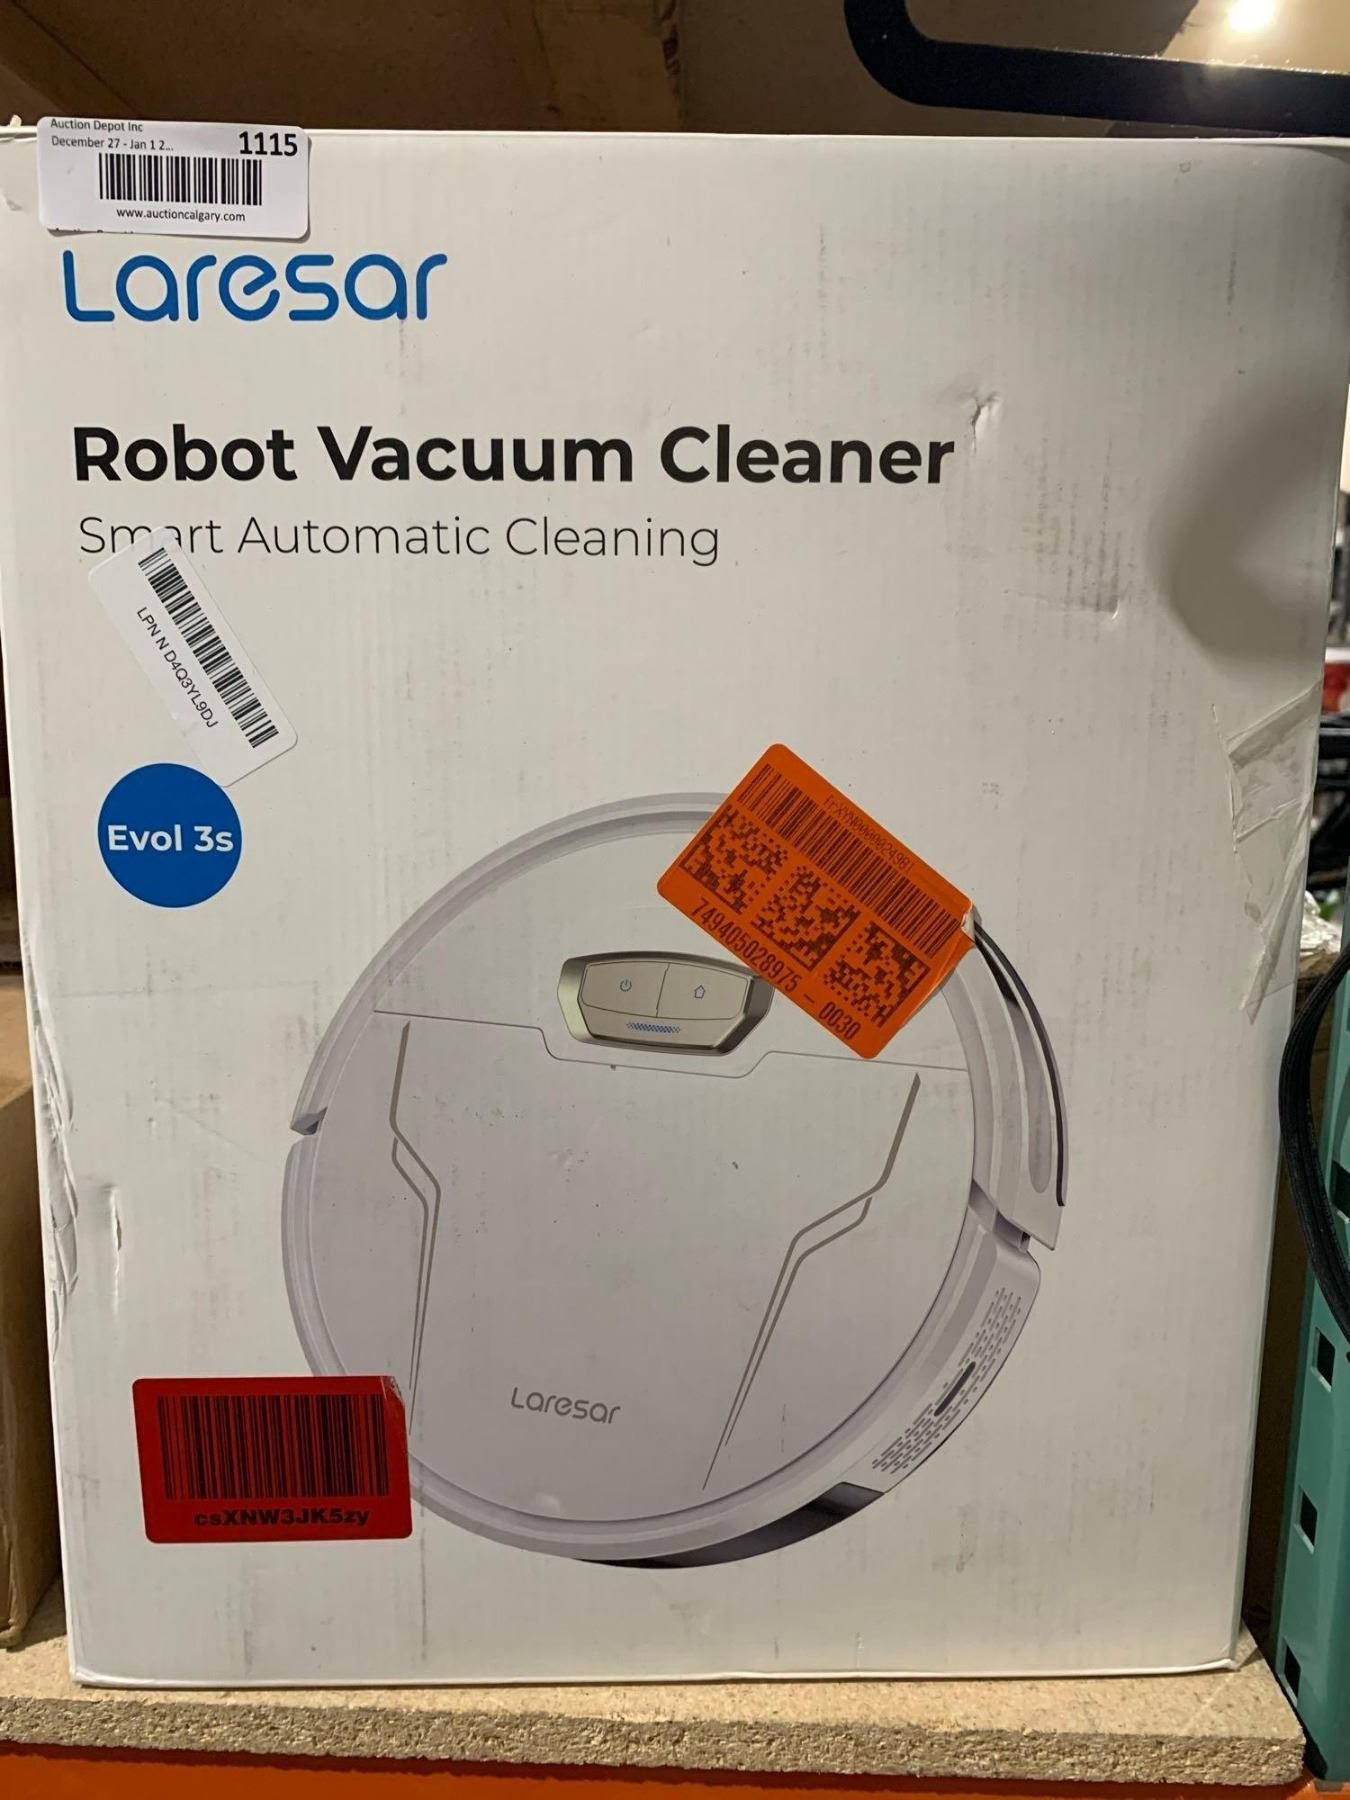 Auction Depot Inc
December 27 - Jan 1 2...
1115
www.auctioncalgary.com
Laresar
Robot Vacuum Cleaner
Smart Automatic Cleaning
LPN N D4Q3YL9DJ
Evol 3s
749405028975 - 0030
Laresar
csXNW3JK5zy